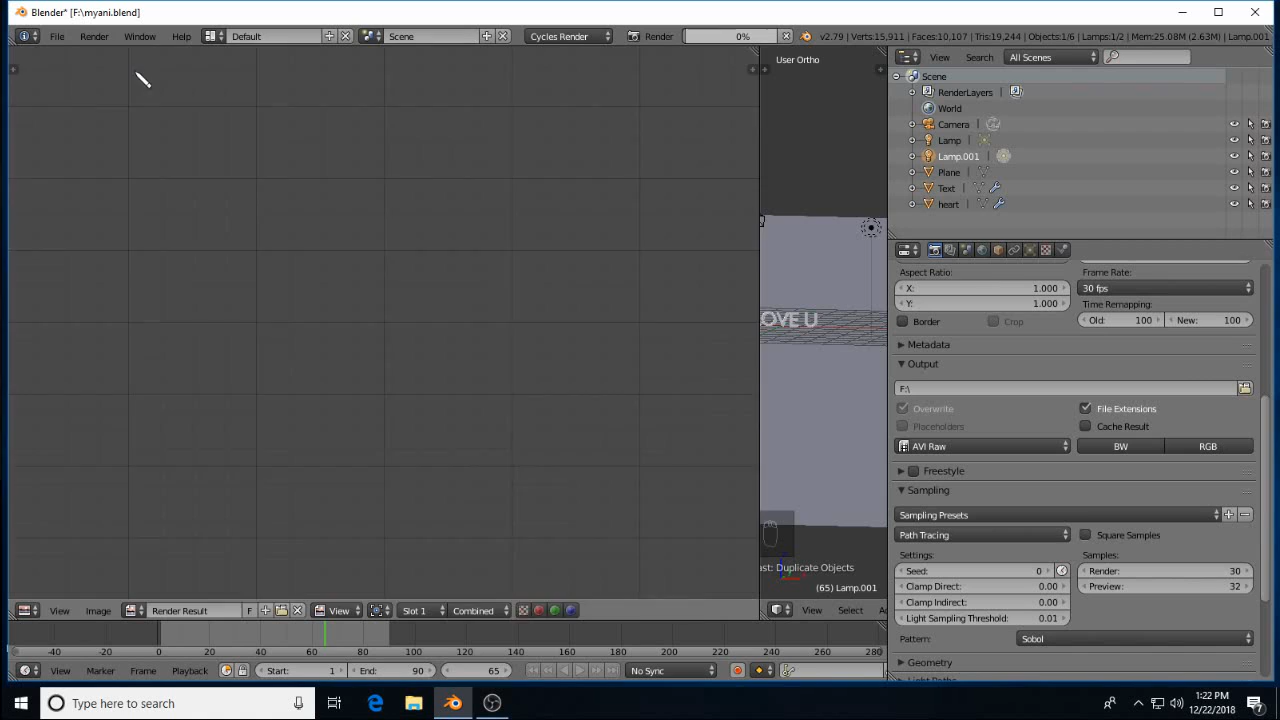 Blender* [F:\myani.blend]
File Render Window Help Default Scene Cycles Render Render 0% v2.79 | Verts:15,911 | Faces:10,107 | Tris:19,244 | Objects:1/6 | Lamps:1/2 | Mem:25.08M (2.63M) | Lamp.001
User Ortho
View Search All Scenes
Scene
RenderLayers
World
Camera
Lamp
Lamp.001
Plane
Text
heart
OVE U
Aspect Ratio: Frame Rate:
X: 1.000 30 fps
Y: 1.000 Time Remapping:
Border Crop Old: 100 New: 100
Metadata
Output
F:\
Overwrite File Extensions
Placeholders Cache Result
AVI Raw BW RGB
Freestyle
Sampling
Sampling Presets
Path Tracing Square Samples
Settings: Samples:
Seed: 0 Render: 30
Clamp Direct: 0.00 Preview: 32
Clamp Indirect: 0.00
Light Sampling Threshold: 0.01
Pattern: Sobol
Geometry
ast: Duplicate Objects
(65) Lamp.001
View Image Render Result F View Slot 1 Combined
View Select
-40 -20 0 20 40 60 80 100 120 140 160 180 200 220 240 260 280
View Marker Frame Playback Start: 1 End: 90 65 No Sync
Type here to search
1:22 PM
12/22/2018
7